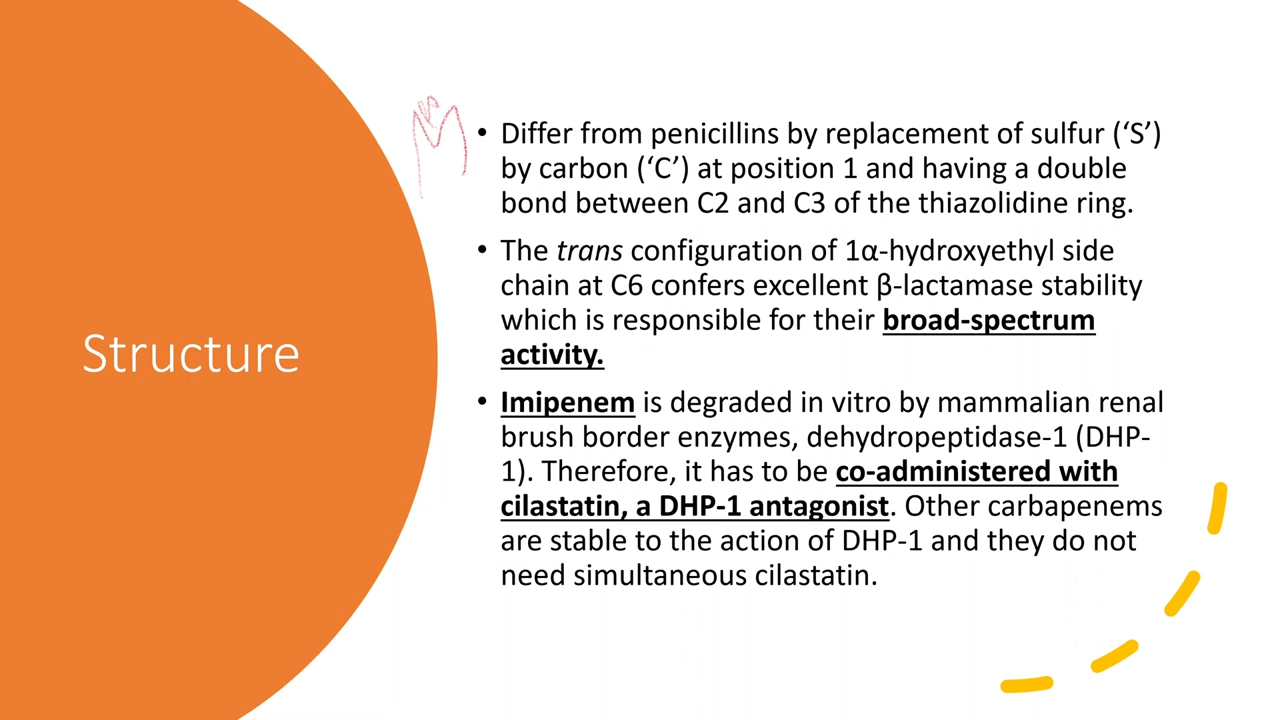 Structure
• Differ from penicillins by replacement of sulfur (‘S’)
by carbon (‘C’) at position 1 and having a double
bond between C2 and C3 of the thiazolidine ring.
• The trans configuration of 1α-hydroxyethyl side
chain at C6 confers excellent β-lactamase stability
which is responsible for their broad-spectrum
activity.
• Imipenem is degraded in vitro by mammalian renal
brush border enzymes, dehydropeptidase-1 (DHP-
1). Therefore, it has to be co-administered with
cilastatin, a DHP-1 antagonist. Other carbapenems
are stable to the action of DHP-1 and they do not
need simultaneous cilastatin.